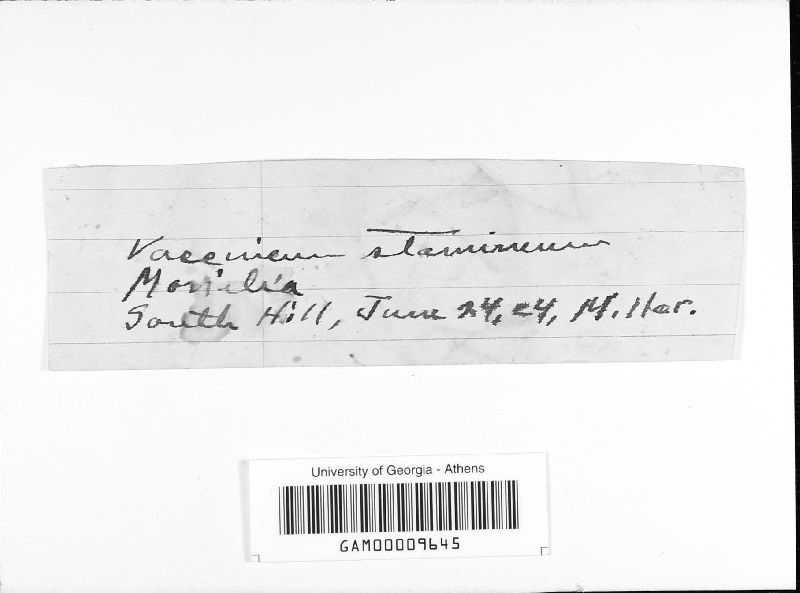 Vaccinium stamineum
Monilia
South Hill, June 24, 24, Miller.
University of Georgia - Athens
GAM00009645